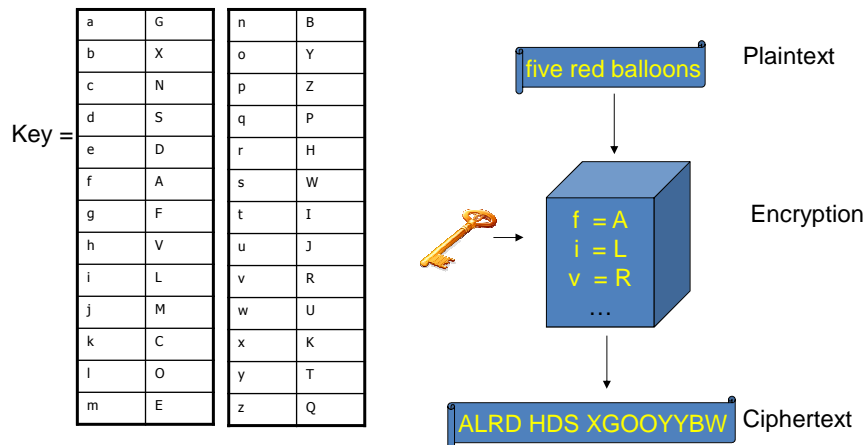 Key =
a G
b X
c N
d S
e D
f A
g F
h V
i L
j M
k C
l O
m E
n B
o Y
p Z
q P
r H
s W
t I
u J
v R
w U
x K
y T
z Q
five red balloons
Plaintext
f = A
i = L
v = R
...
Encryption
ALRD HDS XGOOYYBW
Ciphertext